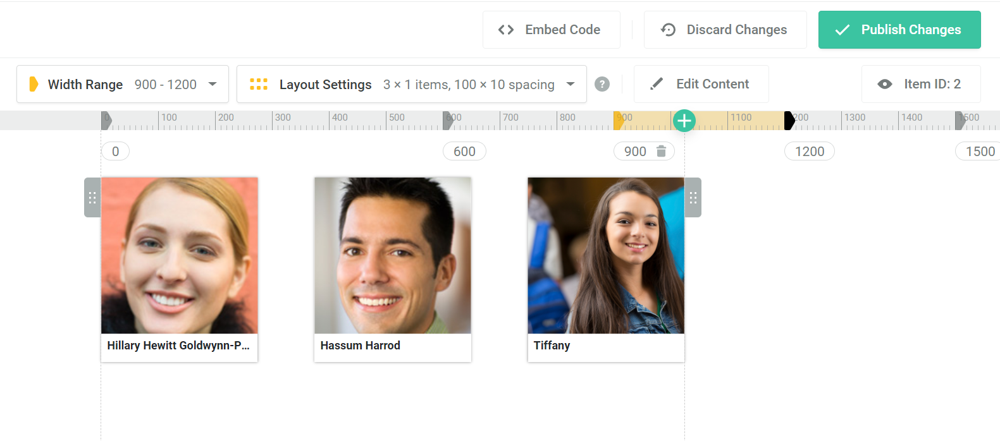 Embed Code
Discard Changes
Publish Changes
Width Range 900 - 1200
Layout Settings 3 × 1 items, 100 × 10 spacing
?
Edit Content
Item ID: 2
0 100 200 300 400 500 600 700 800 900 1100 200 1300 1400 1500
0 600 900 1200 1500
Hillary Hewitt Goldwynn-P...
Hassum Harrod
Tiffany